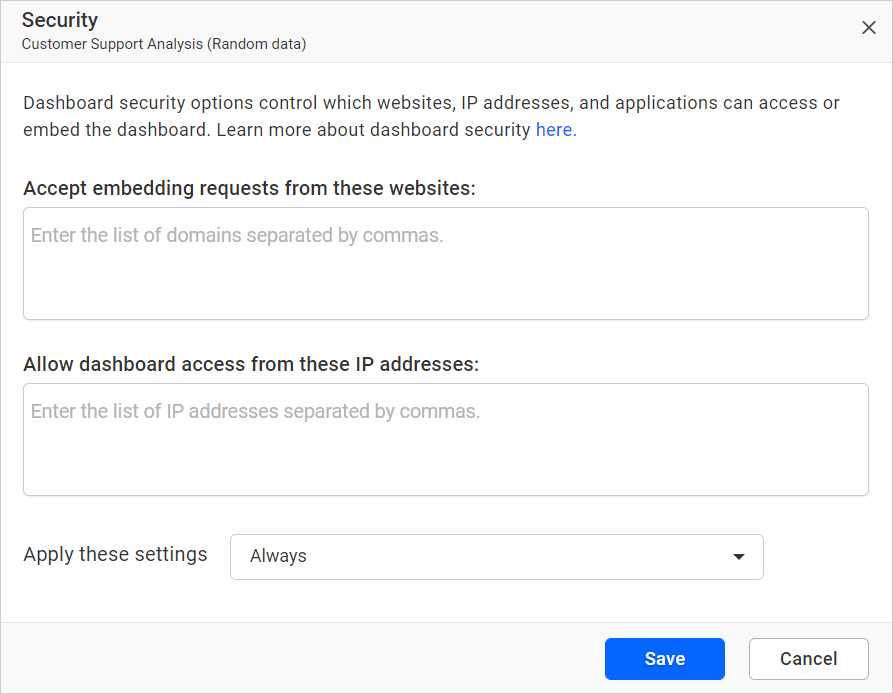 Security
Customer Support Analysis (Random data)
Dashboard security options control which websites, IP addresses, and applications can access or
embed the dashboard. Learn more about dashboard security here.
Accept embedding requests from these websites:
Enter the list of domains separated by commas.
Allow dashboard access from these IP addresses:
Enter the list of IP addresses separated by commas.
Apply these settings Always
Save Cancel